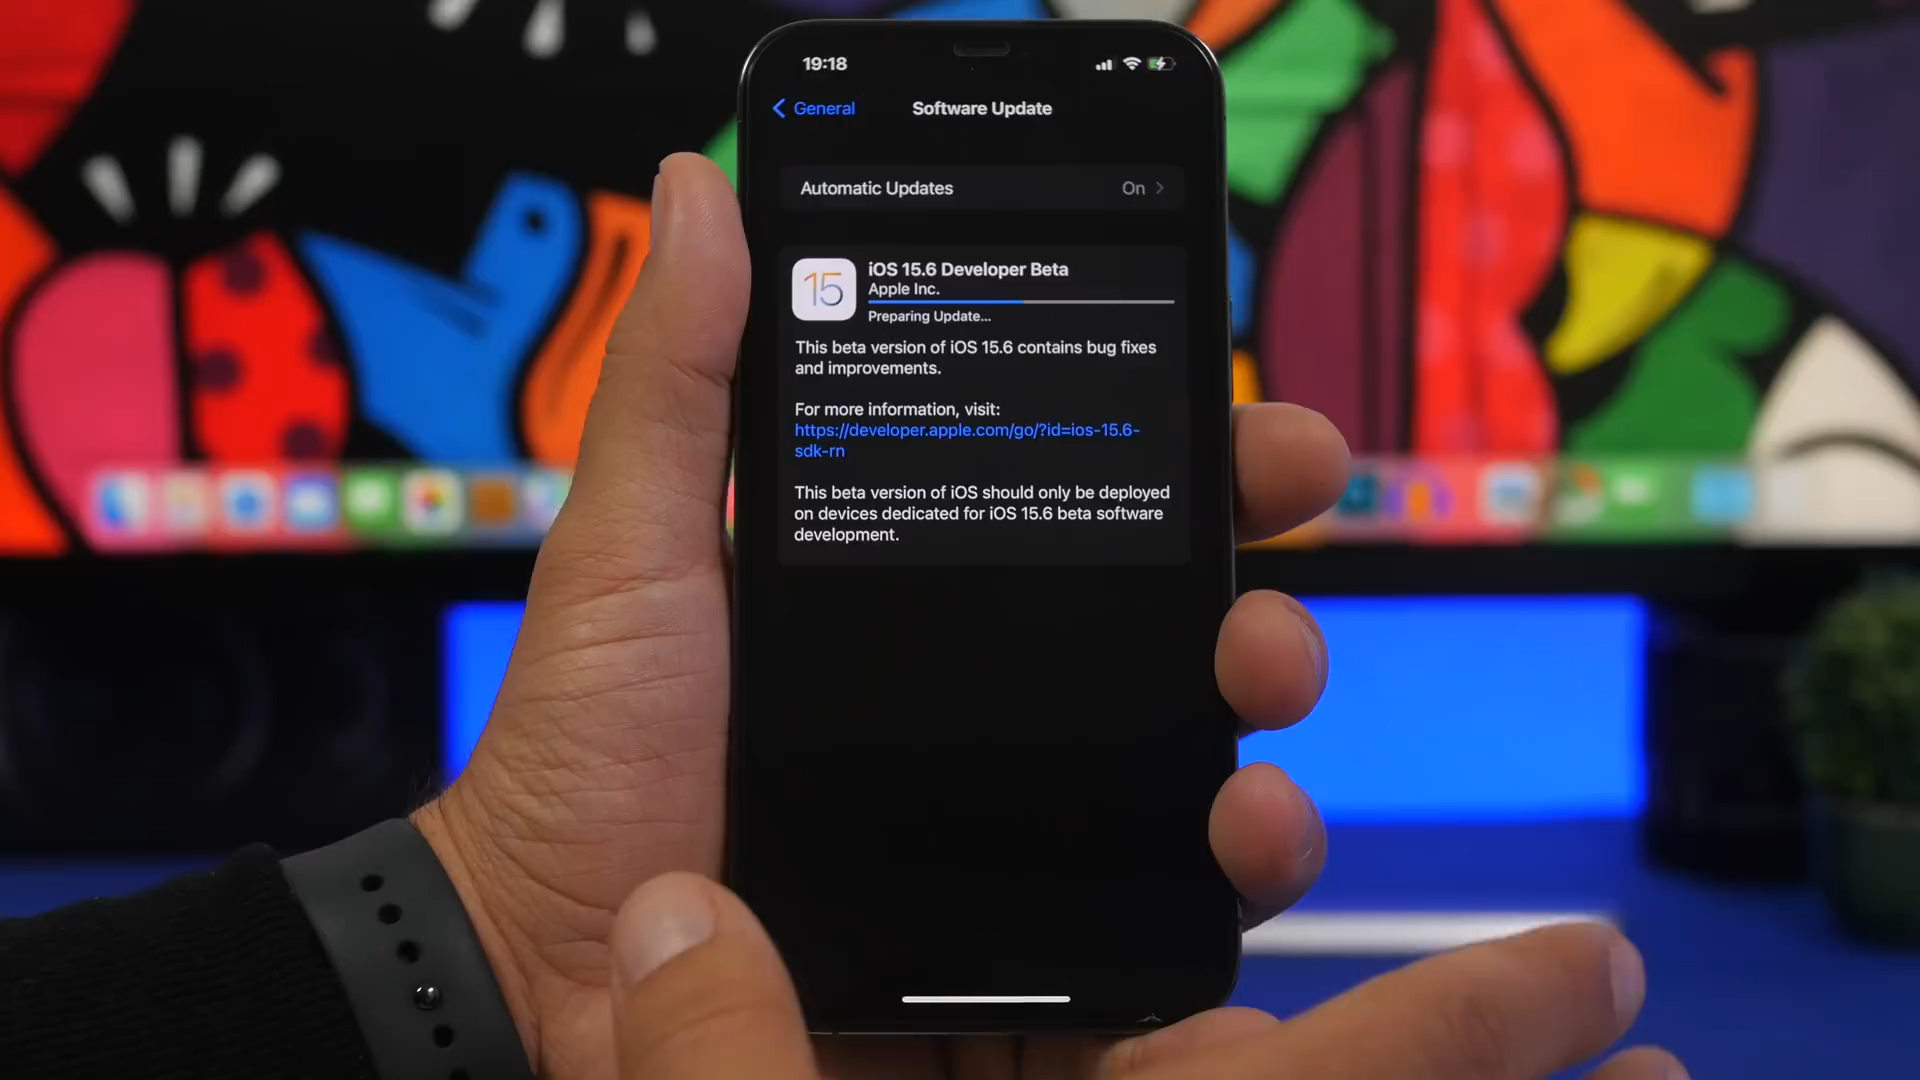 19:18
General
Software Update
Automatic Updates
On
15
iOS 15.6 Developer Beta
Apple Inc.
Preparing Update...
This beta version of iOS 15.6 contains bug fixes
and improvements.
For more information, visit:
https://developer.apple.com/go/?id=ios-15.6-
sdk-rn
This beta version of iOS should only be deployed
on devices dedicated for iOS 15.6 beta software
development.